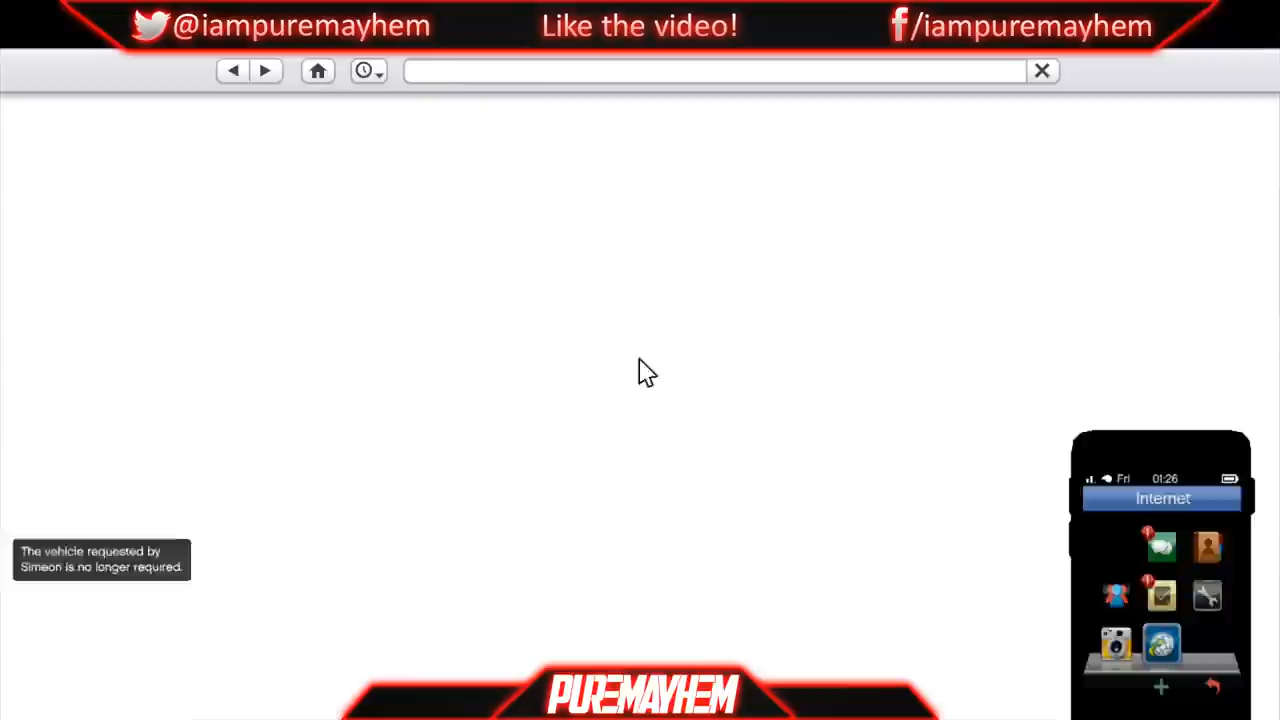 @iampuremayhem
Like the video!
f/iampuremayhem
Fri 01:26
Internet
The vehicle requested by
Simeon is no longer required.
PUREMAYHEM